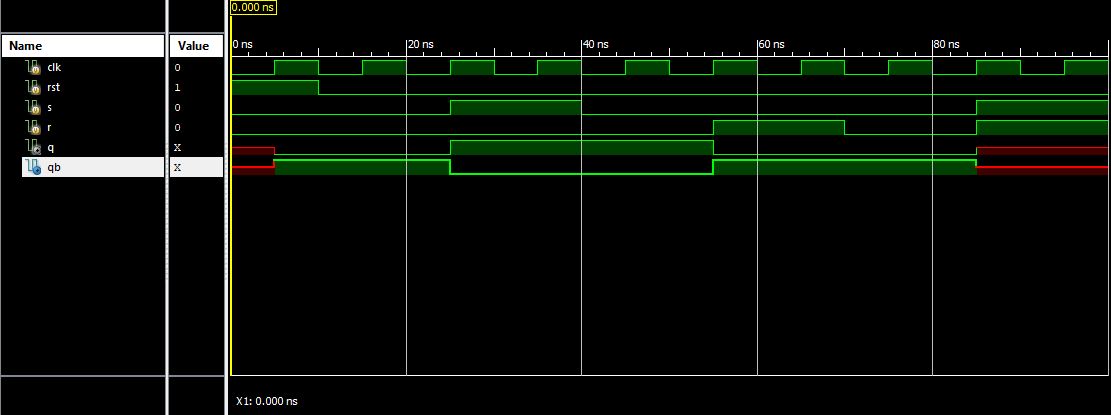 0.000 ns
Name Value 0 ns 20 ns 40 ns 60 ns 80 ns
clk 0
rst 1
s 0
r 0
q X
qb X
X1: 0.000 ns